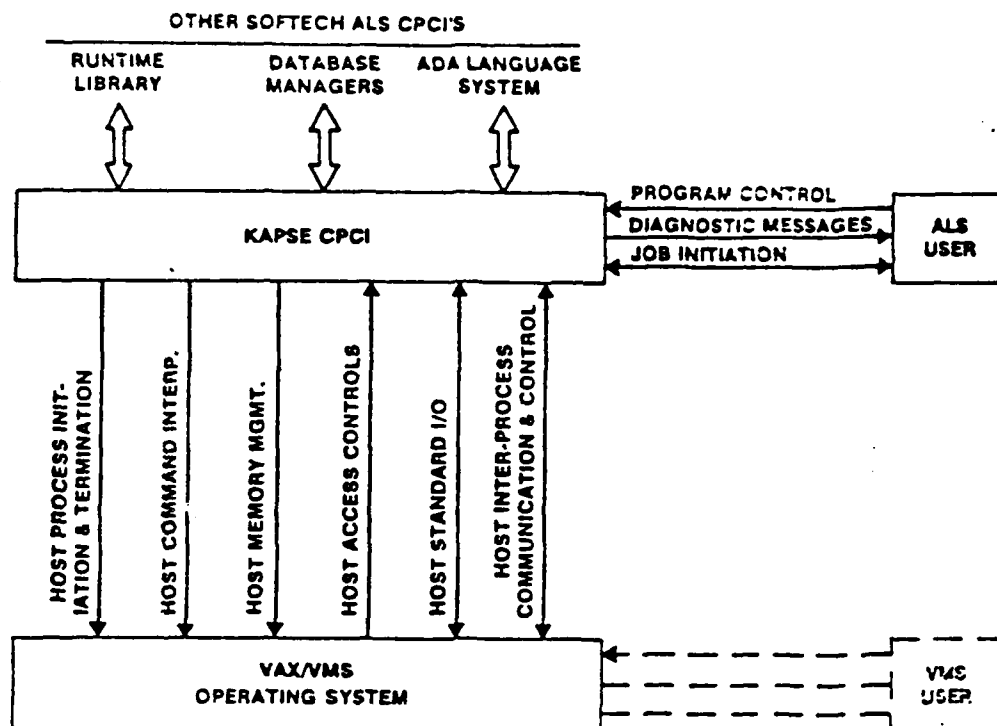 OTHER SOFTECH ALS CPCI'S
RUNTIME
LIBRARY
DATABASE
MANAGERS
ADA LANGUAGE
SYSTEM
KAPSE CPCI
PROGRAM CONTROL
DIAGNOSTIC MESSAGES
JOB INITIATION
ALS
USER
HOST PROCESS INIT-
IATION & TERMINATION
HOST COMMAND INTERP.
HOST MEMORY MGMT.
HOST ACCESS CONTROLS
HOST STANDARD I/O
HOST INTER-PROCESS
COMMUNICATION & CONTROL
VAX/VMS
OPERATING SYSTEM
VMS
USER